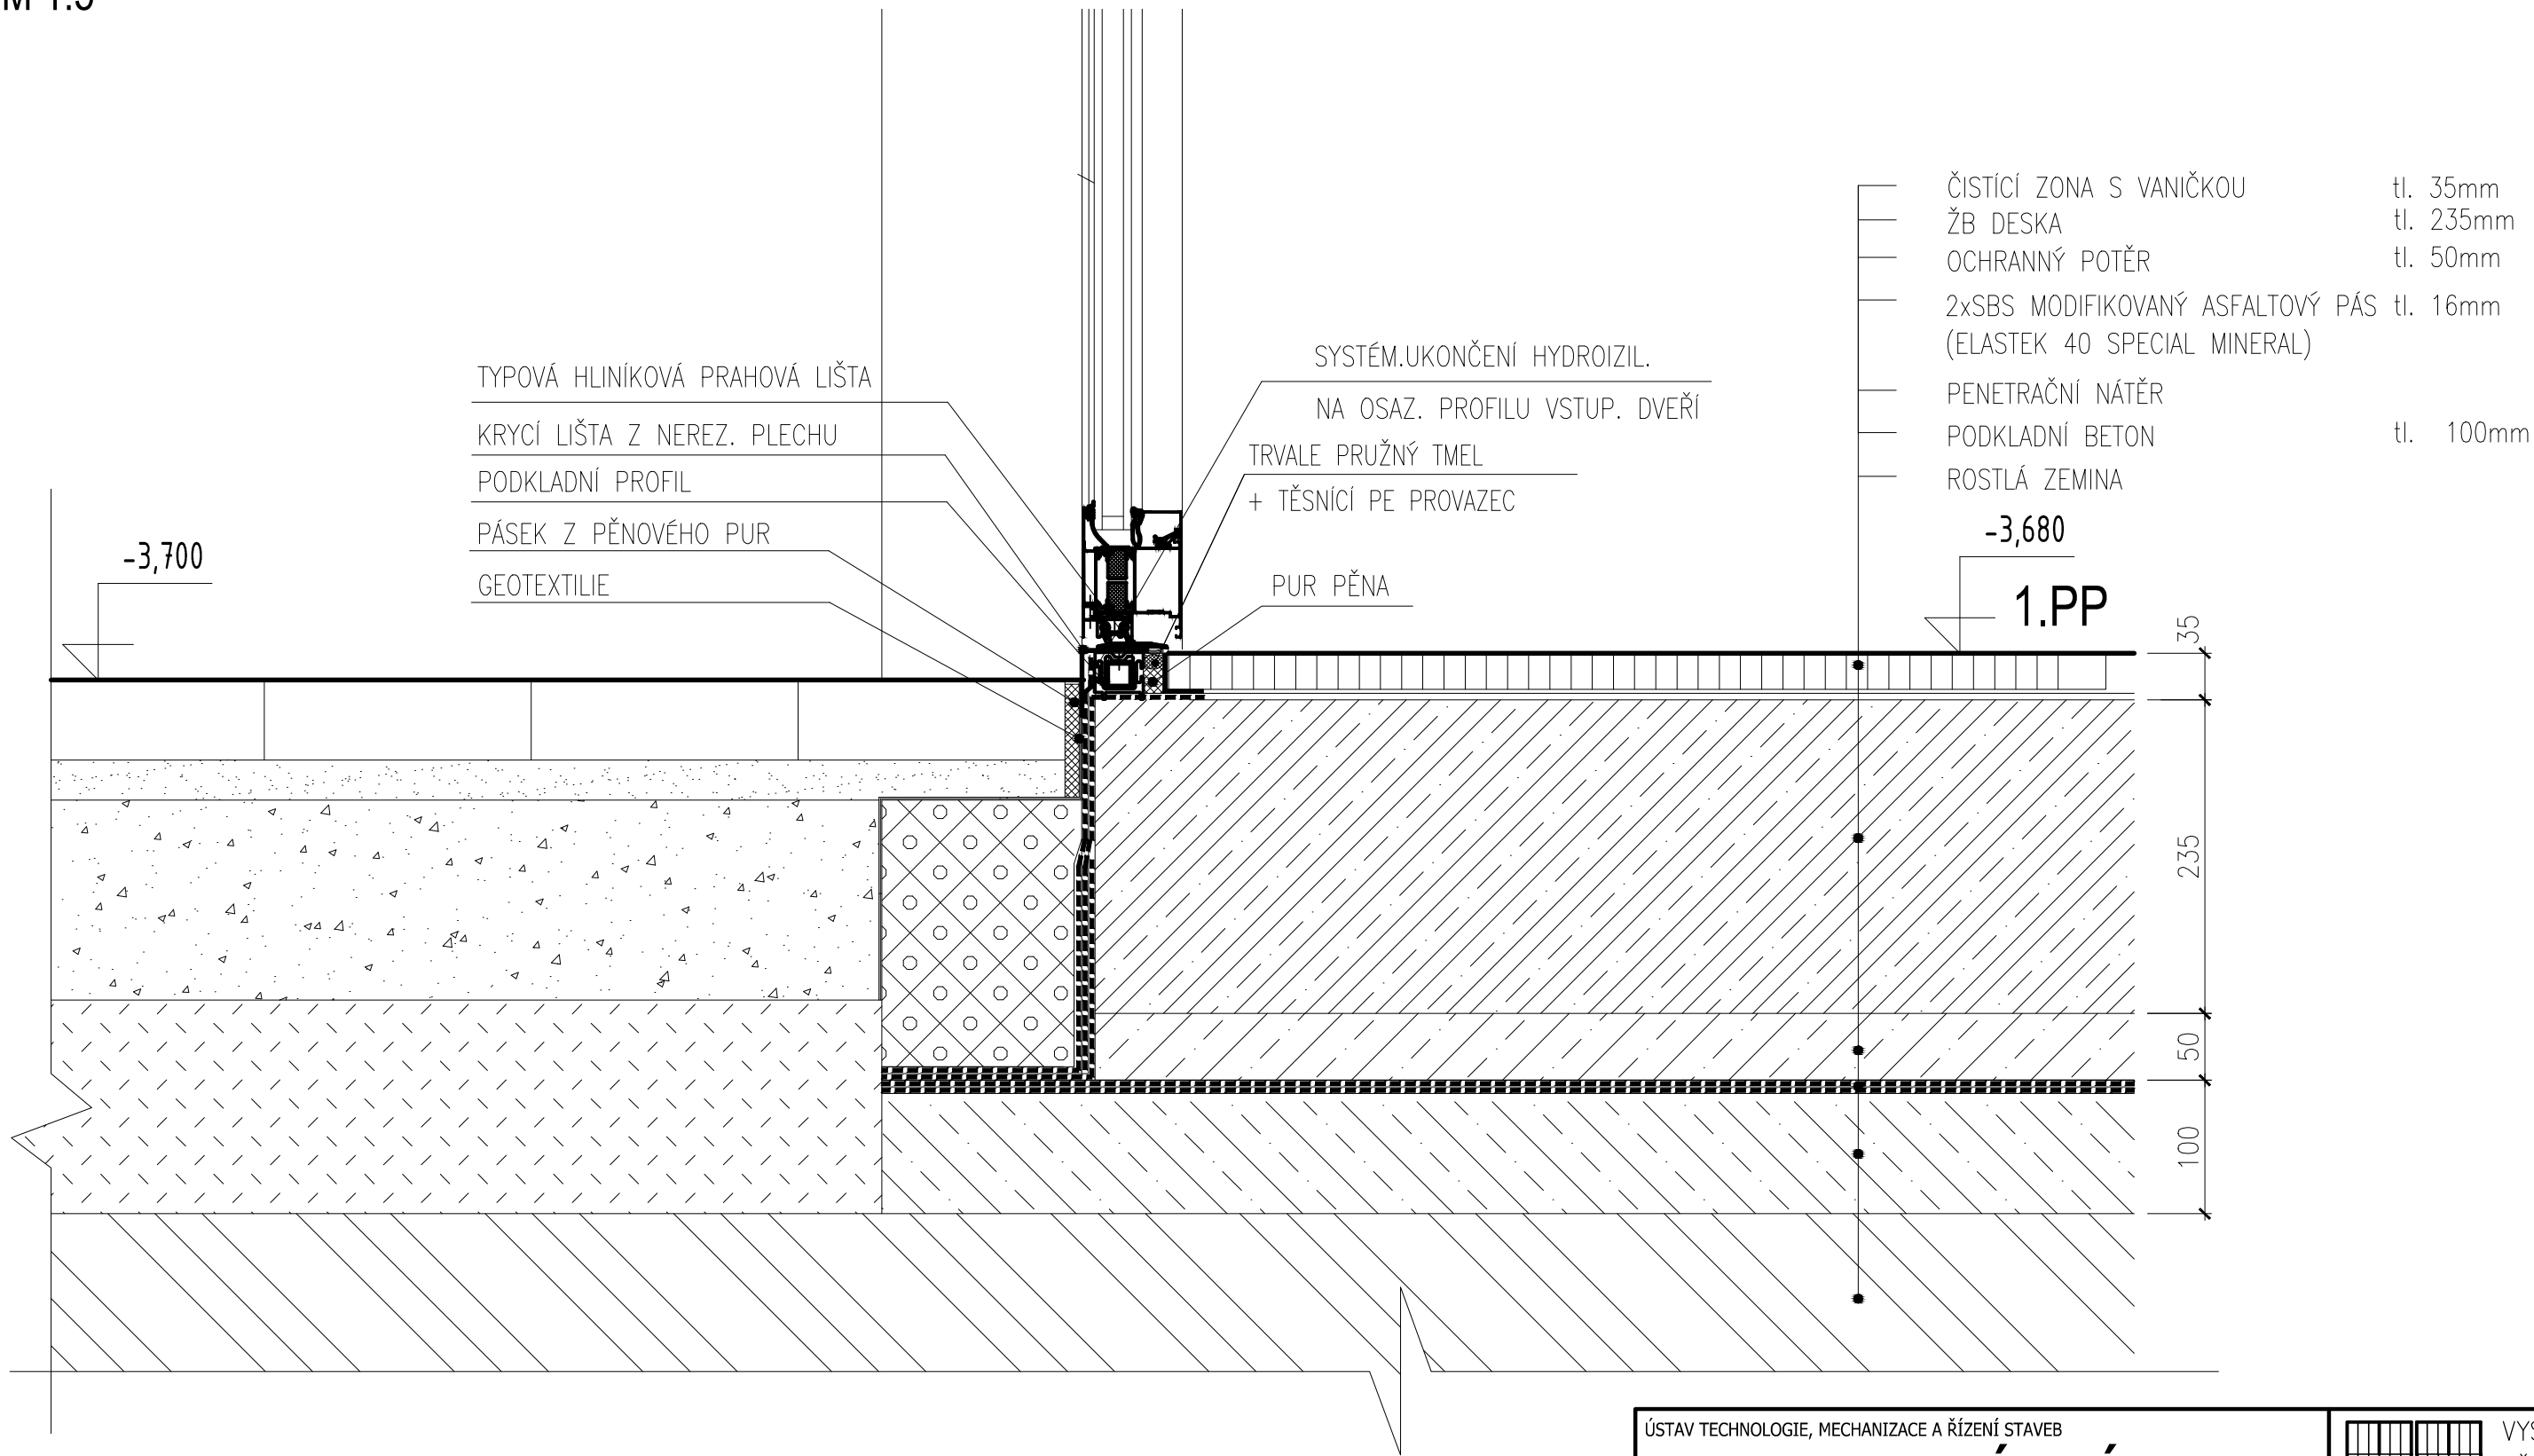 M 1:5
ČISTÍCÍ ZONA S VANIČKOU tl. 35mm
ŽB DESKA tl. 235mm
OCHRANNÝ POTĚR tl. 50mm
2xSBS MODIFIKOVANÝ ASFALTOVÝ PÁS tl. 16mm
(ELASTEK 40 SPECIAL MINERAL)
PENETRAČNÍ NÁTĚR
PODKLADNÍ BETON tl. 100mm
ROSTLÁ ZEMINA
SYSTÉM.UKONČENÍ HYDROIZIL.
NA OSAZ. PROFILU VSTUP. DVEŘÍ
TRVALE PRUŽNÝ TMEL
+ TĚSNÍCÍ PE PROVAZEC
PUR PĚNA
TYPOVÁ HLINÍKOVÁ PRAHOVÁ LIŠTA
KRYCÍ LIŠTA Z NEREZ. PLECHU
PODKLADNÍ PROFIL
PÁSEK Z PĚNOVÉHO PUR
GEOTEXTILIE
-3,700
-3,680
1.PP
35
235
50
100
ÚSTAV TECHNOLOGIE, MECHANIZACE A ŘÍZENÍ STAVEB